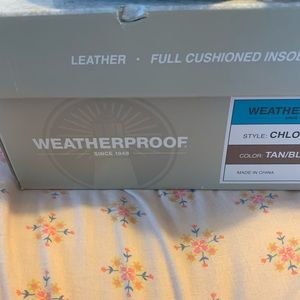 LEATHER • FULL CUSHIONED INSOL
WEATHERPROOF
SINCE 1948
WEATHE
STYLE: CHLO
COLOR: TAN/BL
MADE IN CHINA